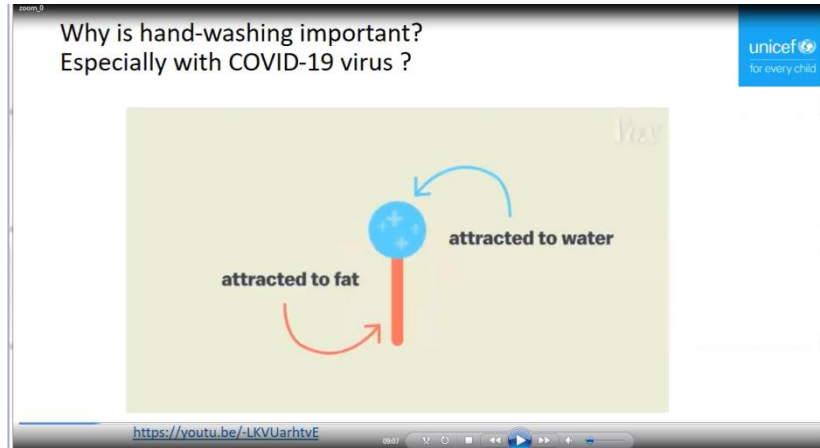 zoom_0
Why is hand-washing important?
Especially with COVID-19 virus ?
unicef
for every child
Vox
attracted to water
attracted to fat
https://youtu.be/-LKVUarhtvE
09:07